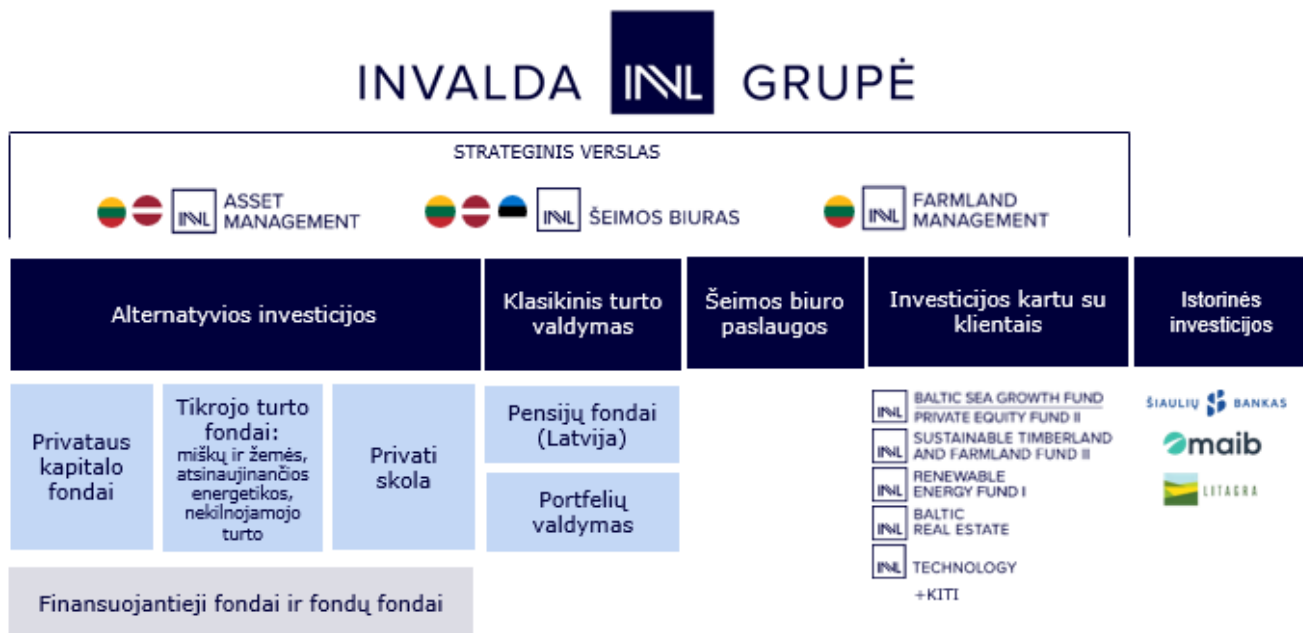 INVALDA INVL GRUPĖ
STRATEGINIS VERSLAS
INVL ASSET
MANAGEMENT
INVL ŠEIMOS BIURAS
INVL FARMLAND
MANAGEMENT
Alternatyvios investicijos
Klasikinis turto
valdymas
Šeimos biuro
paslaugos
Investicijos kartu su
klientais
Istorinės
investicijos
Privataus
kapitalo
fondai
Tikrojo turto
fondai:
miškų ir žemės,
atsinaujinančios
energetikos,
nekilnojamojo
turto
Privati
skola
Pensijų fondai
(Latvija)
Portfelių
valdymas
INVL BALTIC SEA GROWTH FUND
PRIVATE EQUITY FUND II
INVL SUSTAINABLE TIMBERLAND
AND FARMLAND FUND II
INVL RENEWABLE
ENERGY FUND I
INVL BALTIC
REAL ESTATE
INVL TECHNOLOGY
+KITI
ŠIAULIŲ BANKAS
maib
LITAGRA
Finansuojantieji fondai ir fondų fondai